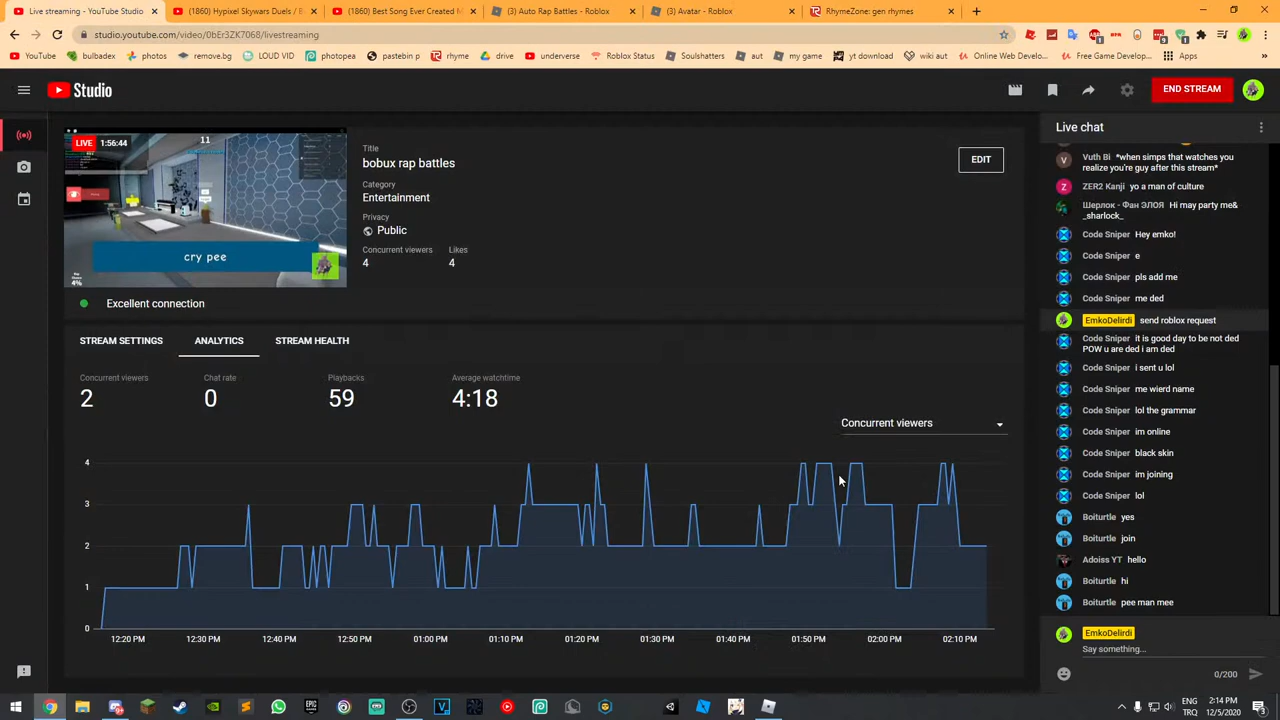 Live streaming - YouTube Studio
(1860) Hypixel Skywars Duels / B
(1860) Best Song Ever Created M
(3) Auto Rap Battles - Roblox
(3) Avatar - Roblox
RhymeZone: gen rhymes
studio.youtube.com/video/0bEr3ZK7068/livestreaming
YouTube
bulbadex
photos
remove.bg
LOUD VID
photopea
pastebin p
rhyme
drive
underverse
Roblox Status
Soulshatters
aut
my game
yt download
wiki aut
Online Web Develo...
Free Game Develop...
Apps
Studio
END STREAM
LIVE
1:56:44
11
cry pee
4%
Title
bobux rap battles
Category
Entertainment
Privacy
Public
Concurrent viewers
Likes
4
4
EDIT
Excellent connection
STREAM SETTINGS
ANALYTICS
STREAM HEALTH
Concurrent viewers
Chat rate
Playbacks
Average watchtime
2
0
59
4:18
Concurrent viewers
4
3
2
1
0
12:20 PM
12:30 PM
12:40 PM
12:50 PM
01:00 PM
01:10 PM
01:20 PM
01:30 PM
01:40 PM
01:50 PM
02:00 PM
02:10 PM
Live chat
Vuth Bi *when simps that watches you
realize you're guy after this stream*
ZER2 Kanji yo a man of culture
Шерлок - Фан ЭЛОЯ Hi may party me&
_sharlock_
Code Sniper Hey emko!
Code Sniper e
Code Sniper pls add me
Code Sniper me ded
EmkoDelirdi send roblox request
Code Sniper it is good day to be not ded
POW u are ded i am ded
Code Sniper i sent u lol
Code Sniper me wierd name
Code Sniper lol the grammar
Code Sniper im online
Code Sniper black skin
Code Sniper im joining
Code Sniper lol
Boiturtle yes
Boiturtle join
Adoiss YT hello
Boiturtle hi
Boiturtle pee man mee
EmkoDelirdi
Say something...
0/200
ENG
TRQ
2:14 PM
12/5/2020